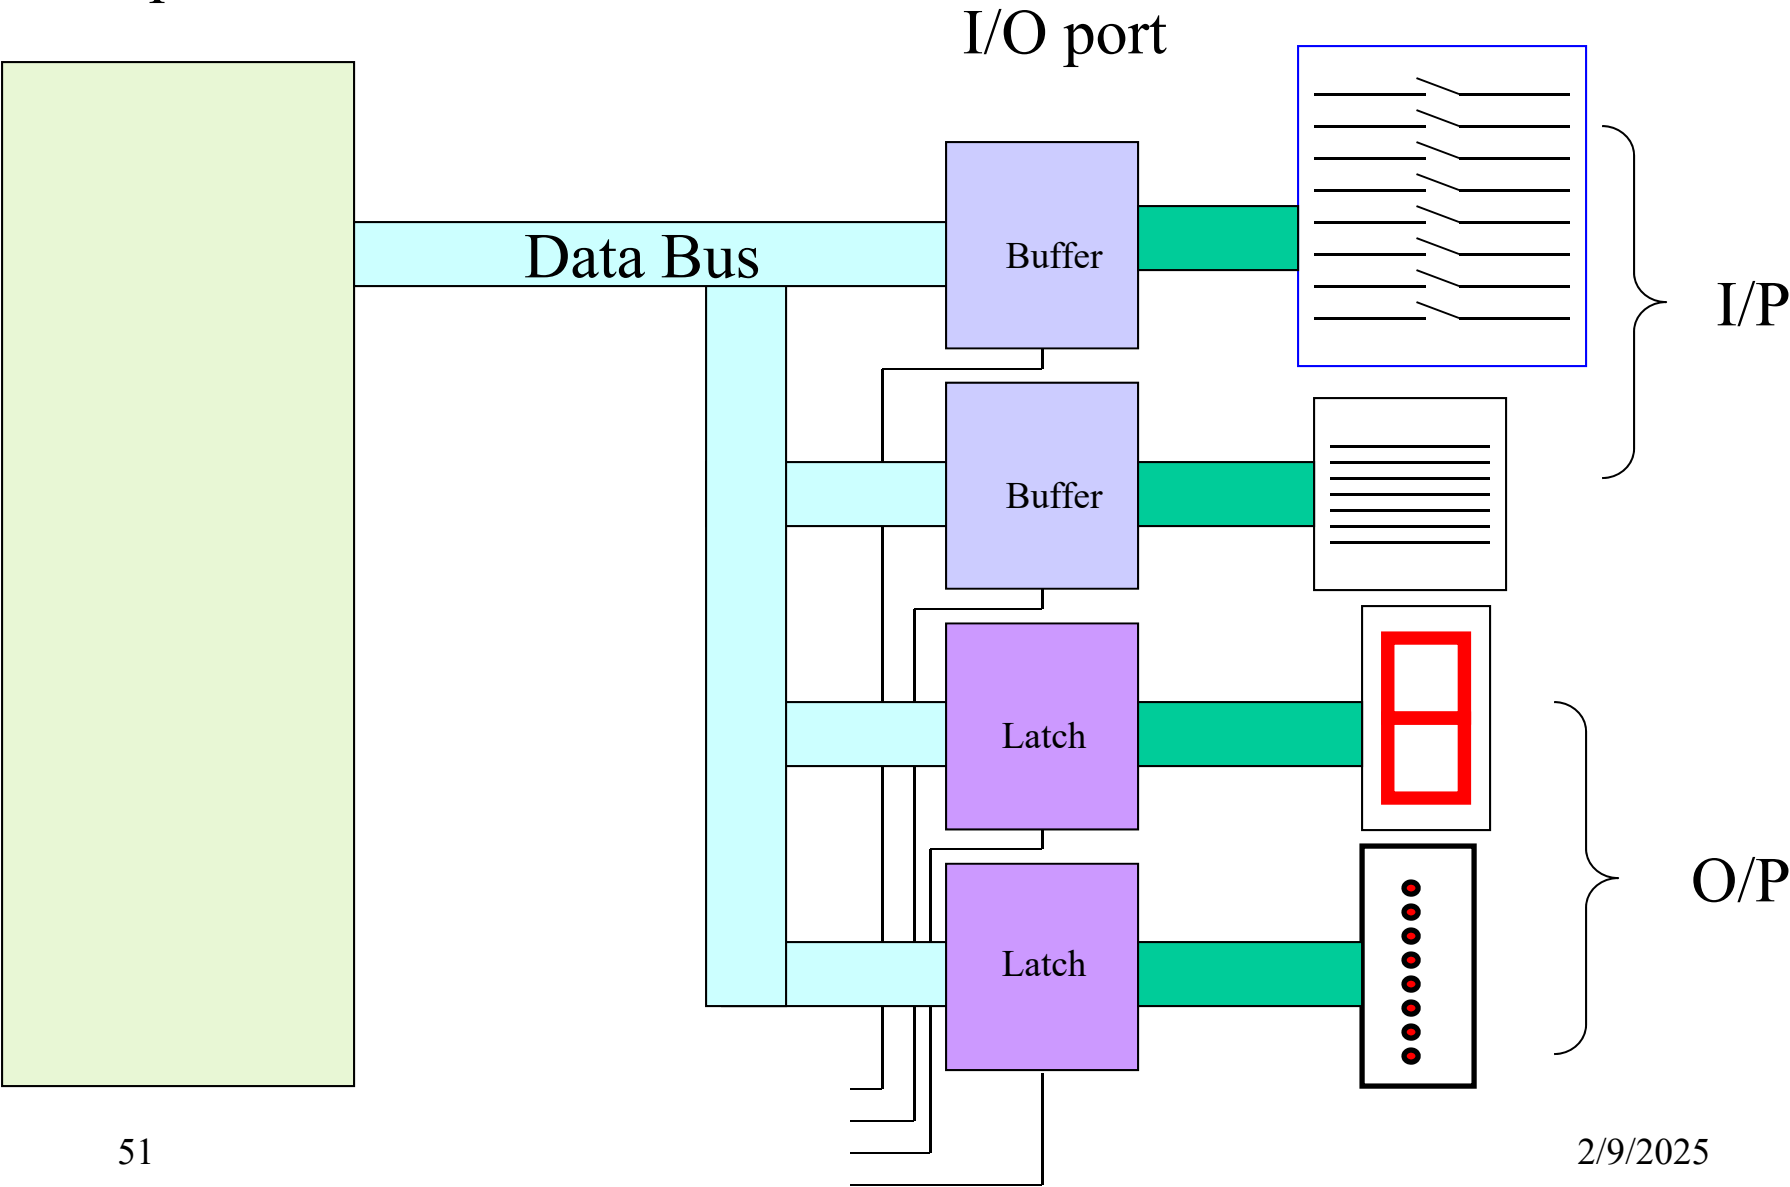 I/O port
Data Bus
Buffer
I/P
Buffer
Latch
O/P
Latch
51
2/9/2025